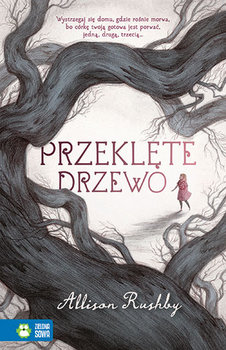 Wystrzegaj się domu, gdzie rośnie morwa,
bo córkę twoją gotowa jest porwać,
jedną, drugą, trzecią...
PRZEKLĘTE
DRZEWO
Allison Rushby
ZIELONA
SOWA